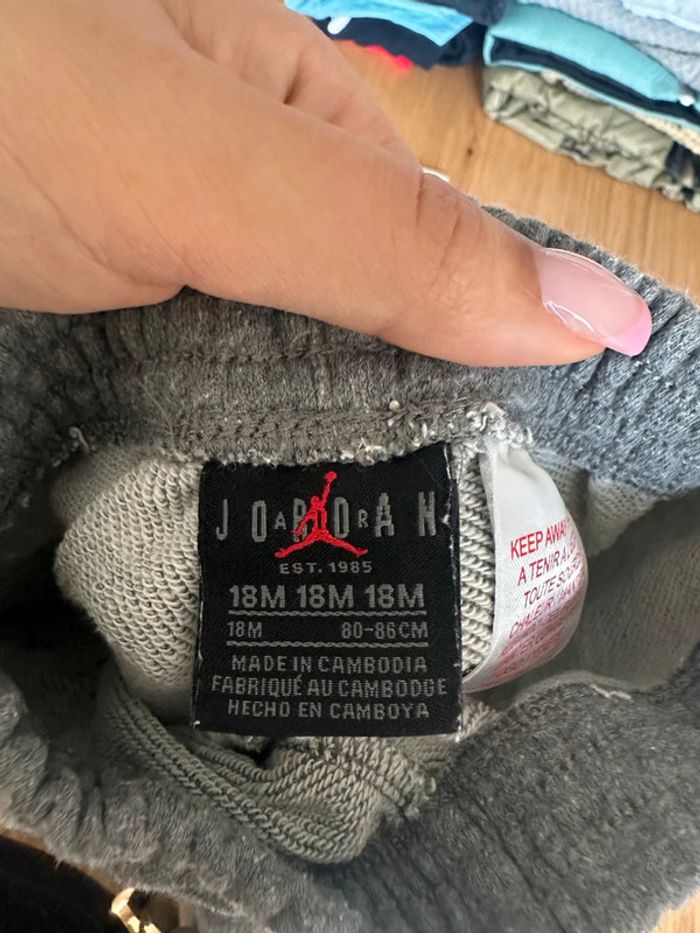 JORDAN
EST. 1985
18M 18M 18M
18M 80-86CM
MADE IN CAMBODIA
FABRIQUÉ AU CAMBODGE
HECHO EN CAMBOYA
KEEP AWAY
A TENIR
TOUTE